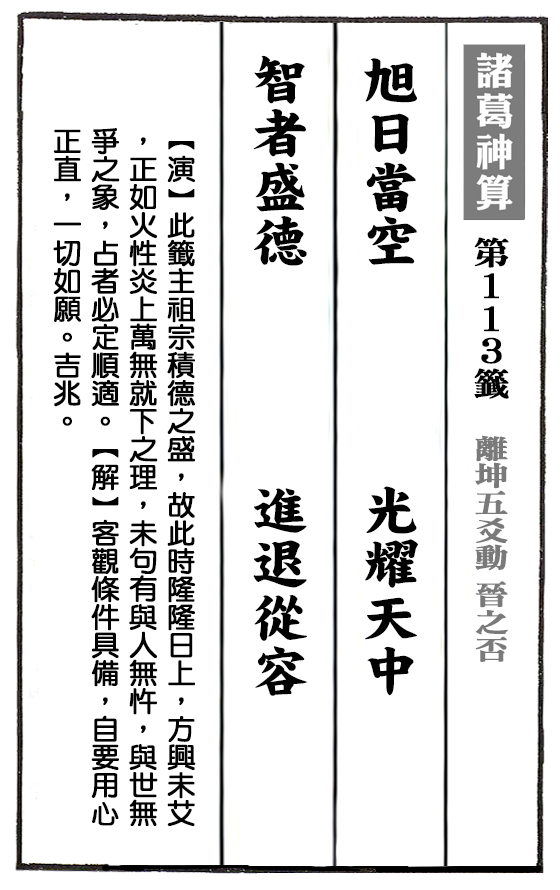 諸葛神算 第113籤 離坤五爻動 晉之否
旭日當空 光耀天中
智者盛德 進退從容
【演】此籤主祖宗積德之盛，故此時隆隆日上，方興未艾
，正如火性炎上萬無就下之理，未句有與人無忤，與世無
爭之象，占者必定順適。【解】客觀條件具備，自要用心
正直，一切如願。吉兆。